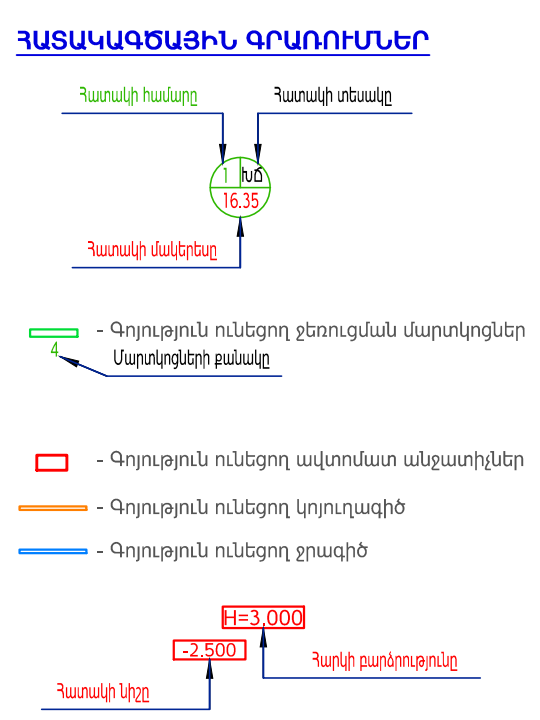 ՀԱՏԱԿԱԳԾԱՅԻՆ ԳՐԱՌՈՒՄՆԵՐ
Հատակի համարը
Հատակի տեսակը
1 ԽՃ
16.35
Հատակի մակերեսը
- Գոյություն ունեցող ջեռուցման մարտկոցներ
4
Մարտկոցների քանակը
- Գոյություն ունեցող ավտոմատ անջատիչներ
- Գոյություն ունեցող կոյուղագիծ
- Գոյություն ունեցող ջրագիծ
H=3.000
-2.500
Հարկի բարձրությունը
Հատակի նիշը